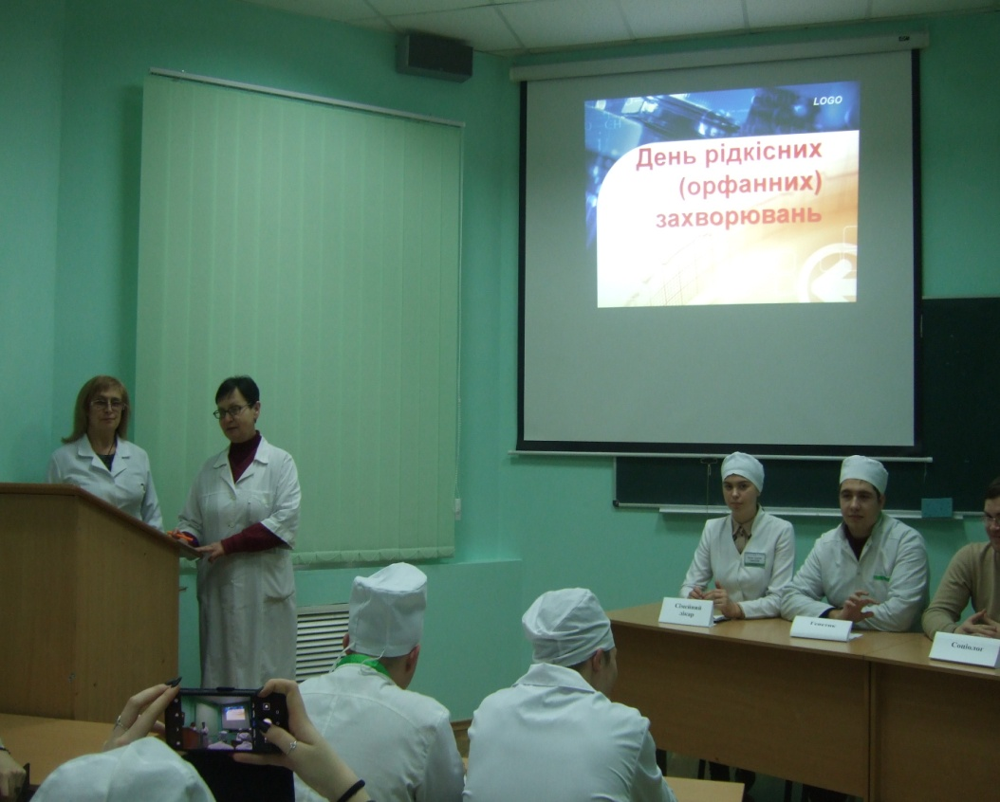 LOGO
День рідкісних
(орфанних)
захворювань
Сімейний
лікар
Генетик
Соціолог